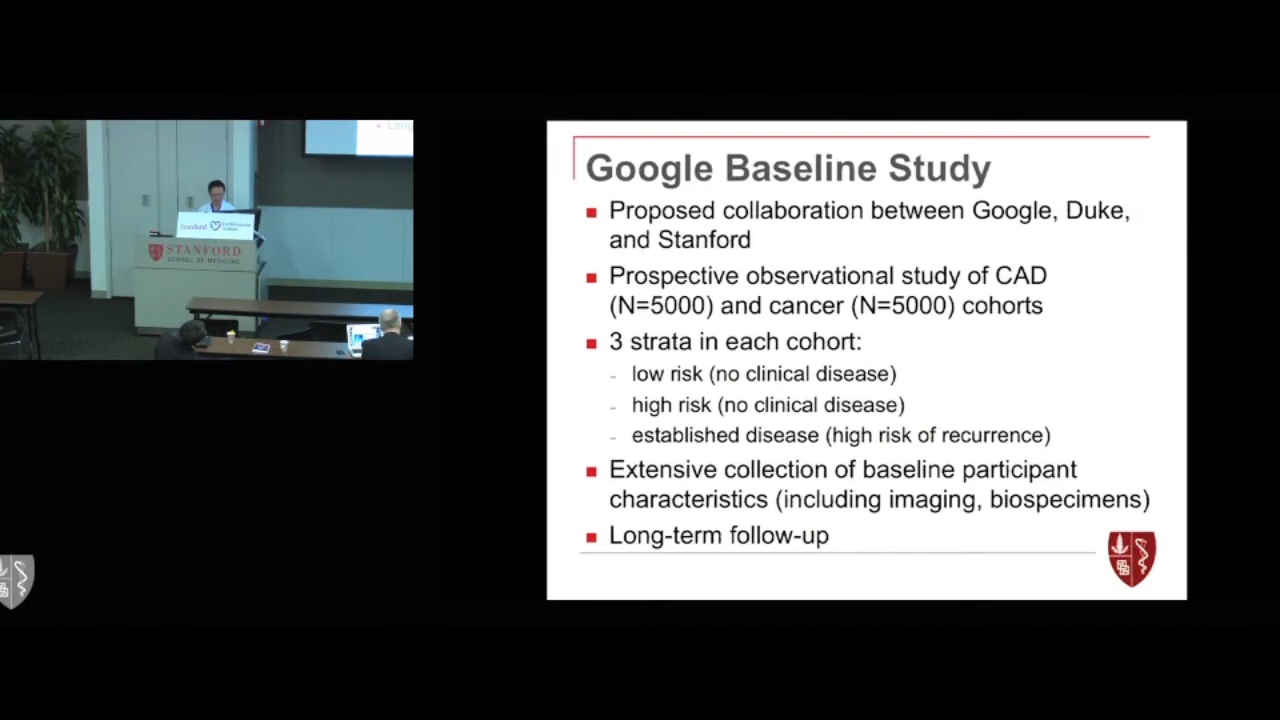 Google Baseline Study
Proposed collaboration between Google, Duke,
and Stanford
Prospective observational study of CAD
(N=5000) and cancer (N=5000) cohorts
3 strata in each cohort:
- low risk (no clinical disease)
- high risk (no clinical disease)
- established disease (high risk of recurrence)
Extensive collection of baseline participant
characteristics (including imaging, biospecimens)
Long-term follow-up
Long
Stanford
STANFORD
SCHOOL OF MEDICINE